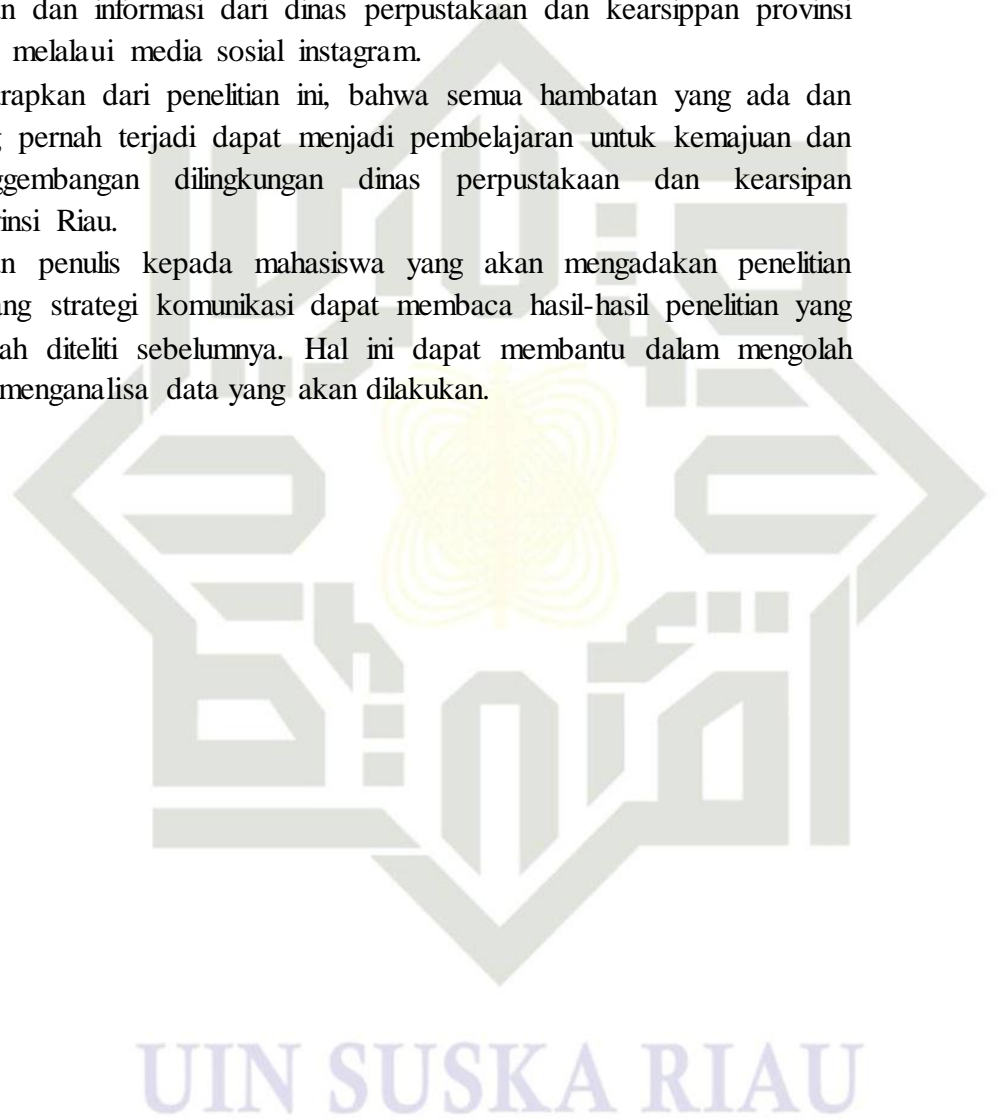 n dan informasi dari dinas perpustakaan dan kearsippan provinsi
melalaui media sosial instagram.
rapkan dari penelitian ini, bahwa semua hambatan yang ada dan
g pernah terjadi dapat menjadi pembelajaran untuk kemajuan dan
ggembangan dilingkungan dinas perpustakaan dan kearsipan
insi Riau.
n penulis kepada mahasiswa yang akan mengadakan penelitian
ang strategi komunikasi dapat membaca hasil-hasil penelitian yang
ah diteliti sebelumnya. Hal ini dapat membantu dalam mengolah
menganalisa data yang akan dilakukan.
UIN SUSKA RIAU